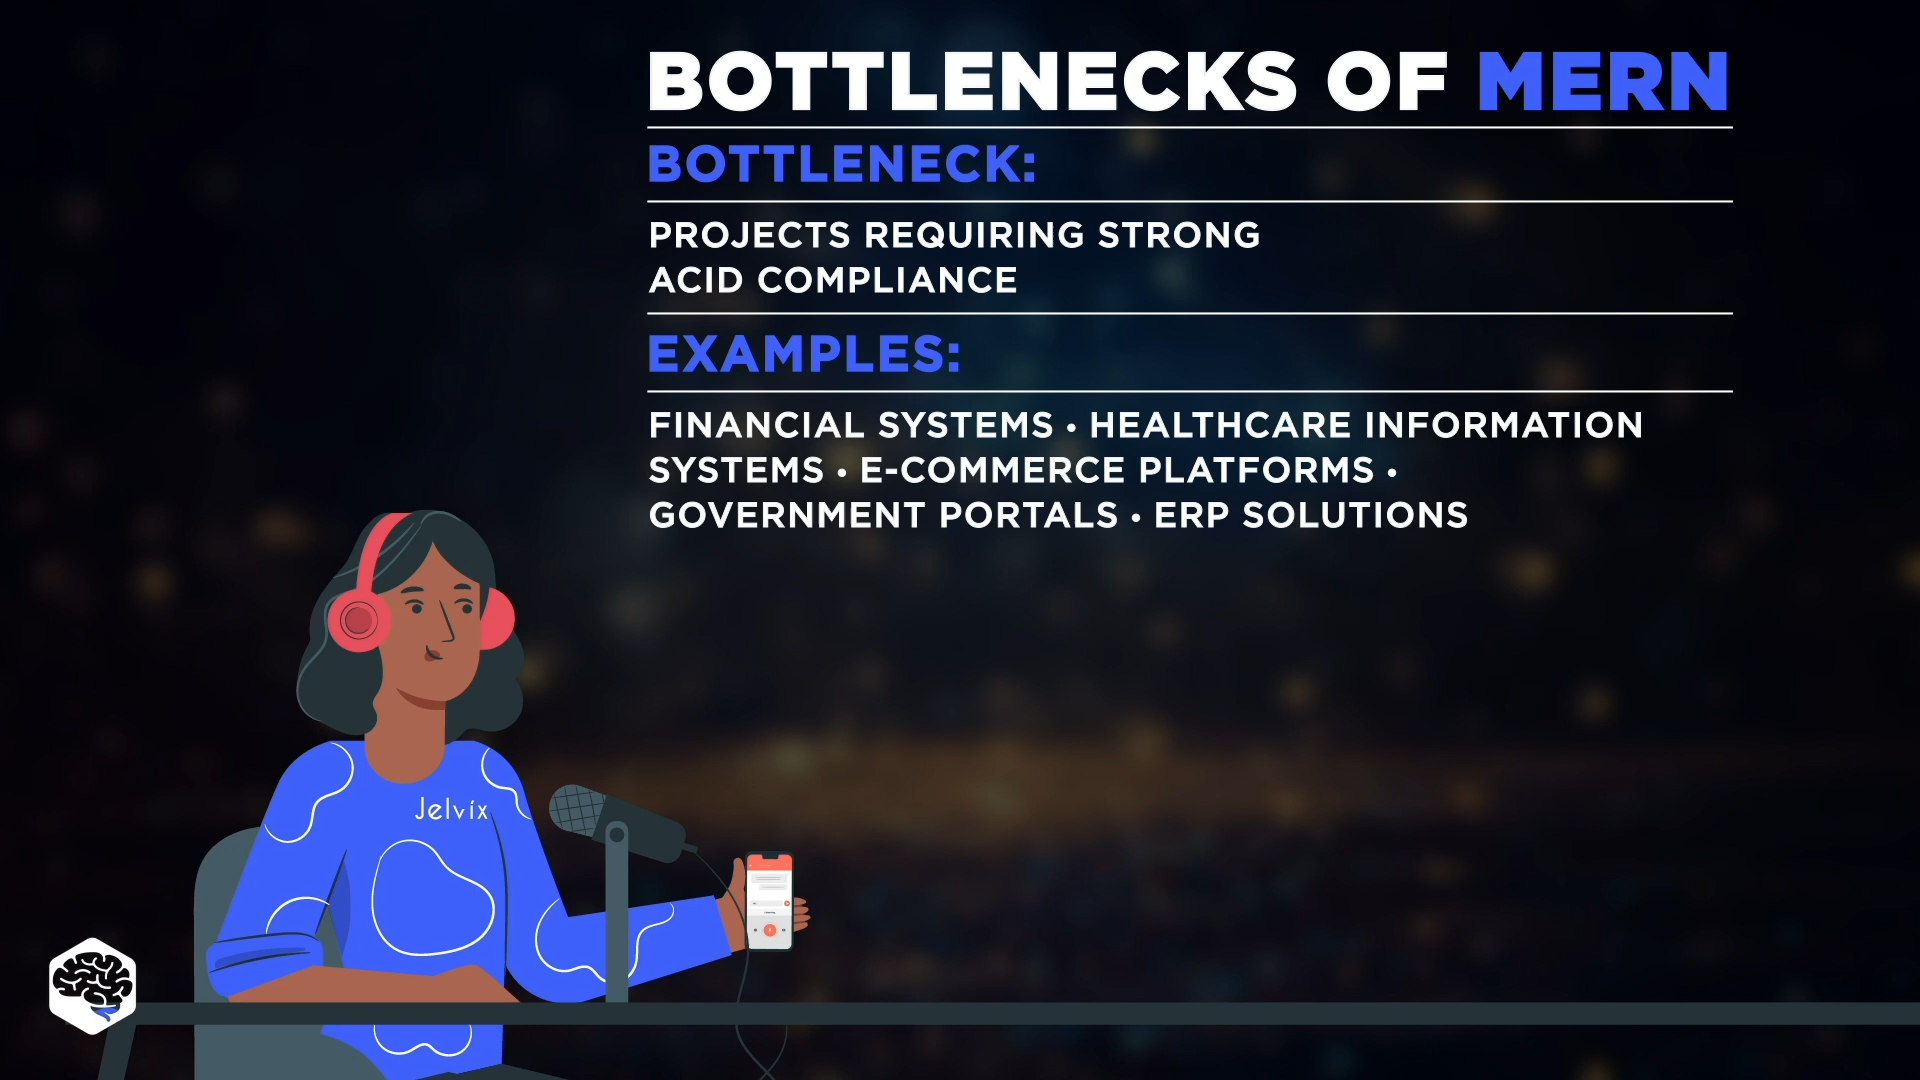 BOTTLENECKS OF MERN
BOTTLENECK:
PROJECTS REQUIRING STRONG
ACID COMPLIANCE
EXAMPLES:
FINANCIAL SYSTEMS • HEALTHCARE INFORMATION
SYSTEMS • E-COMMERCE PLATFORMS •
GOVERNMENT PORTALS • ERP SOLUTIONS
Jelvix